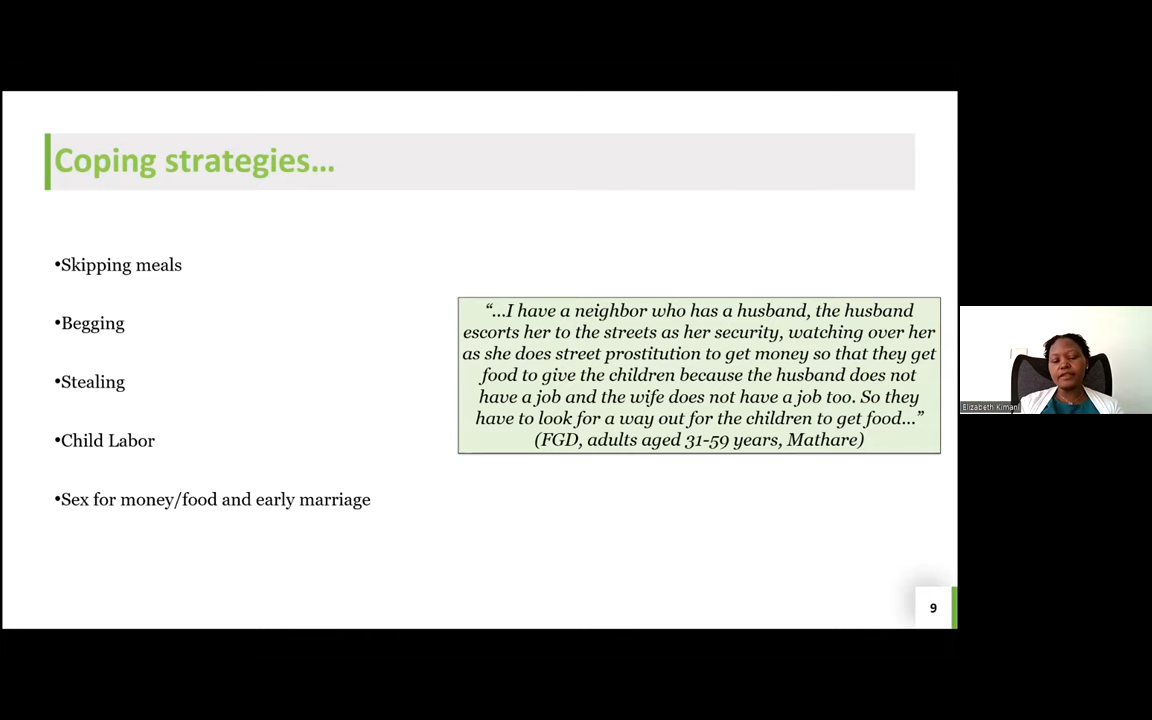 Coping strategies...
•Skipping meals
•Begging
•Stealing
•Child Labor
•Sex for money/food and early marriage
“...I have a neighbor who has a husband, the husband
escorts her to the streets as her security, watching over her
as she does street prostitution to get money so that they get
food to give the children because the husband does not
have a job and the wife does not have a job too. So they
have to look for a way out for the children to get food...”
(FGD, adults aged 31-59 years, Mathare)
Elizabeth Kimani
9